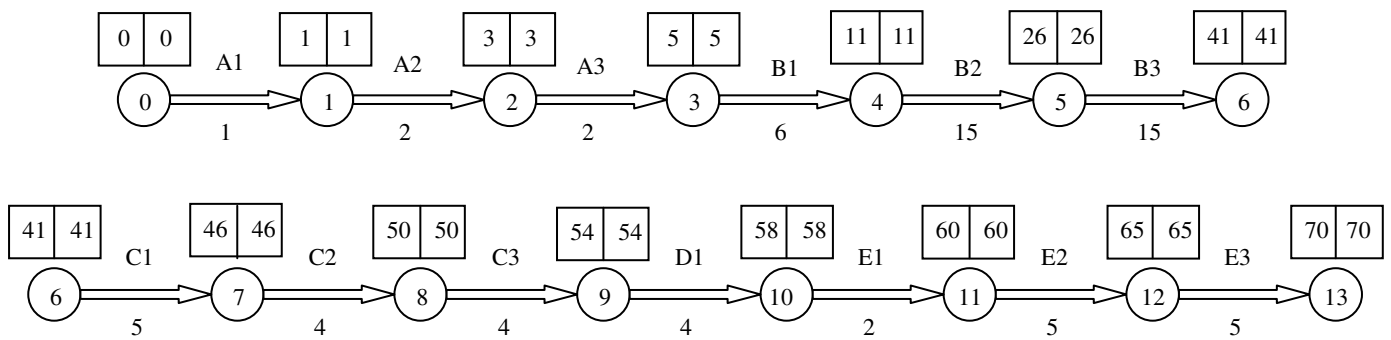 0 0 1 1 3 3 5 5 11 11 26 26 41 41
A1 A2 A3 B1 B2 B3
0 1 2 3 4 5 6
1 2 2 6 15 15
41 41 46 46 50 50 54 54 58 58 60 60 65 65 70 70
C1 C2 C3 D1 E1 E2 E3
6 7 8 9 10 11 12 13
5 4 4 4 2 5 5